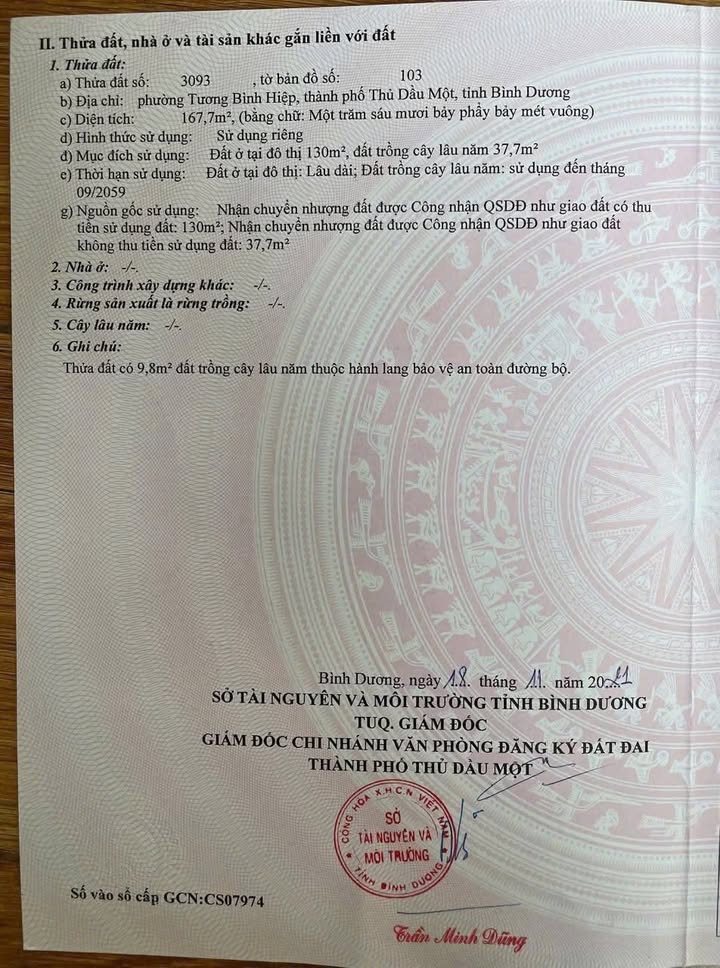 II. Thửa đất, nhà ở và tài sản khác gắn liền với đất
1. Thửa đất:
a) Thửa đất số: 3093 , tờ bản đồ số: 103
b) Địa chỉ: phường Tương Bình Hiệp, thành phố Thủ Dầu Một, tỉnh Bình Dương
c) Diện tích: 167,7m², (bằng chữ: Một trăm sáu mươi bảy phẩy bảy mét vuông)
d) Hình thức sử dụng: Sử dụng riêng
đ) Mục đích sử dụng: Đất ở tại đô thị 130m², đất trồng cây lâu năm 37,7m²
e) Thời hạn sử dụng: Đất ở tại đô thị: Lâu dài; Đất trồng cây lâu năm: sử dụng đến tháng
09/2059
g) Nguồn gốc sử dụng: Nhận chuyển nhượng đất được Công nhận QSDĐ như giao đất có thu
tiền sử dụng đất: 130m²; Nhận chuyển nhượng đất được Công nhận QSDĐ như giao đất
không thu tiền sử dụng đất: 37,7m²
2. Nhà ở: -/-.
3. Công trình xây dựng khác: -/-.
4. Rừng sản xuất là rừng trồng: -/-.
5. Cây lâu năm: -/-.
6. Ghi chú:
Thửa đất có 9,8m² đất trồng cây lâu năm thuộc hành lang bảo vệ an toàn đường bộ.
Bình Dương, ngày 18 tháng 11 năm 2021
SỞ TÀI NGUYÊN VÀ MÔI TRƯỜNG TỈNH BÌNH DƯƠNG
TUQ. GIÁM ĐỐC
GIÁM ĐỐC CHI NHÁNH VĂN PHÒNG ĐĂNG KÝ ĐẤT ĐAI
THÀNH PHỐ THỦ DẦU MỘT
CỘNG HÒA X.H.C.N VIỆT NAM
SỞ
TÀI NGUYÊN VÀ
MÔI TRƯỜNG
TỈNH BÌNH DƯƠNG
Số vào sổ cấp GCN:CS07974
Trần Minh Dũng